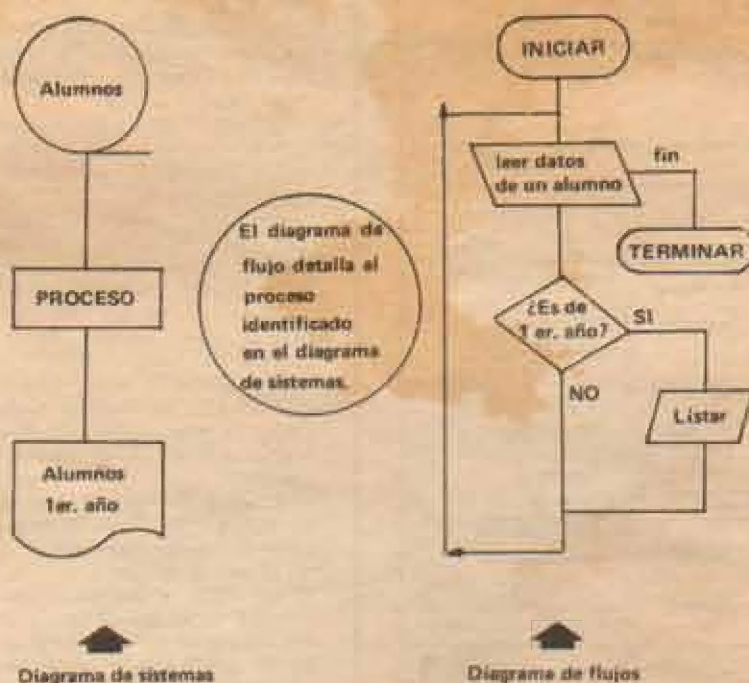 Alumnos
PROCESO
Alumnos
1er. año
Diagrama de sistemas
El diagrama de
flujo detalla el
proceso
identificado
en el diagrama
de sistemas.
INICIAR
leer datos
de un alumno
fin
TERMINAR
¿Es de
1 er. año?
SI
NO
Listar
Diagrama de flujos